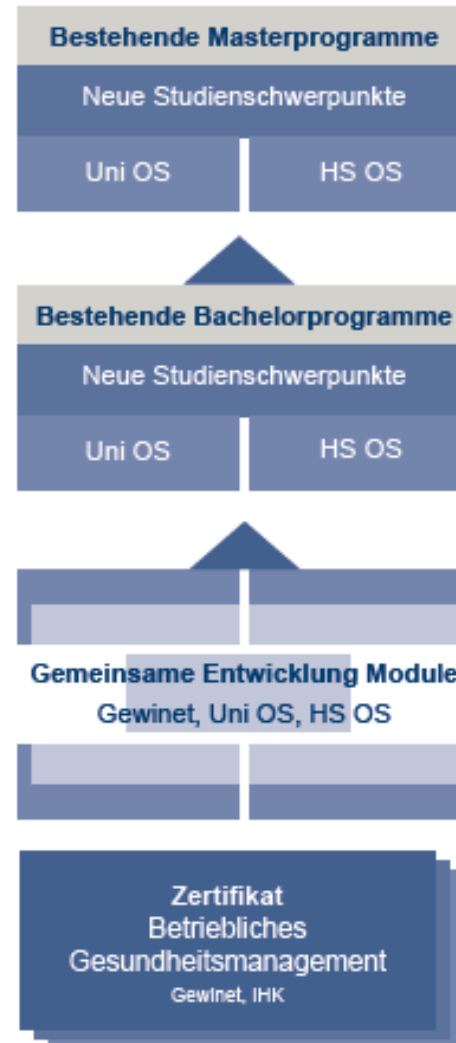 Bestehende Masterprogramme
Neue Studienschwerpunkte
Uni OS HS OS
Bestehende Bachelorprogramme
Neue Studienschwerpunkte
Uni OS HS OS
Gemeinsame Entwicklung Module
Gewinet, Uni OS, HS OS
Zertifikat
Betriebliches
Gesundheitsmanagement
Gewinet, IHK